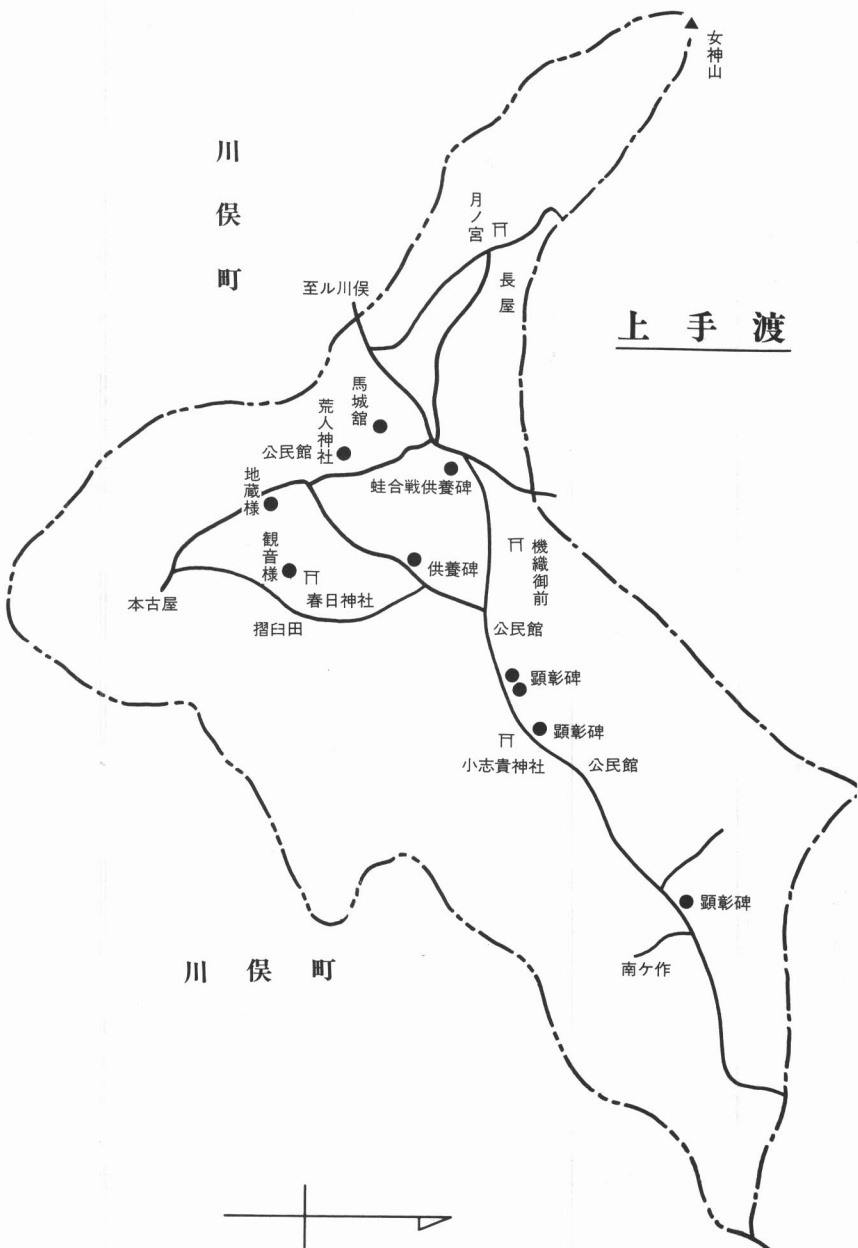 女神山
川俣町
月ノ宮
長屋
至ル川俣
上手渡
馬城舘
荒人神社
公民館
地蔵様
蛙合戦供養碑
観音様
機織御前
供養碑
本古屋
春日神社
摺臼田
公民館
顕彰碑
顕彰碑
小志貴神社
公民館
顕彰碑
川俣町
南ケ作